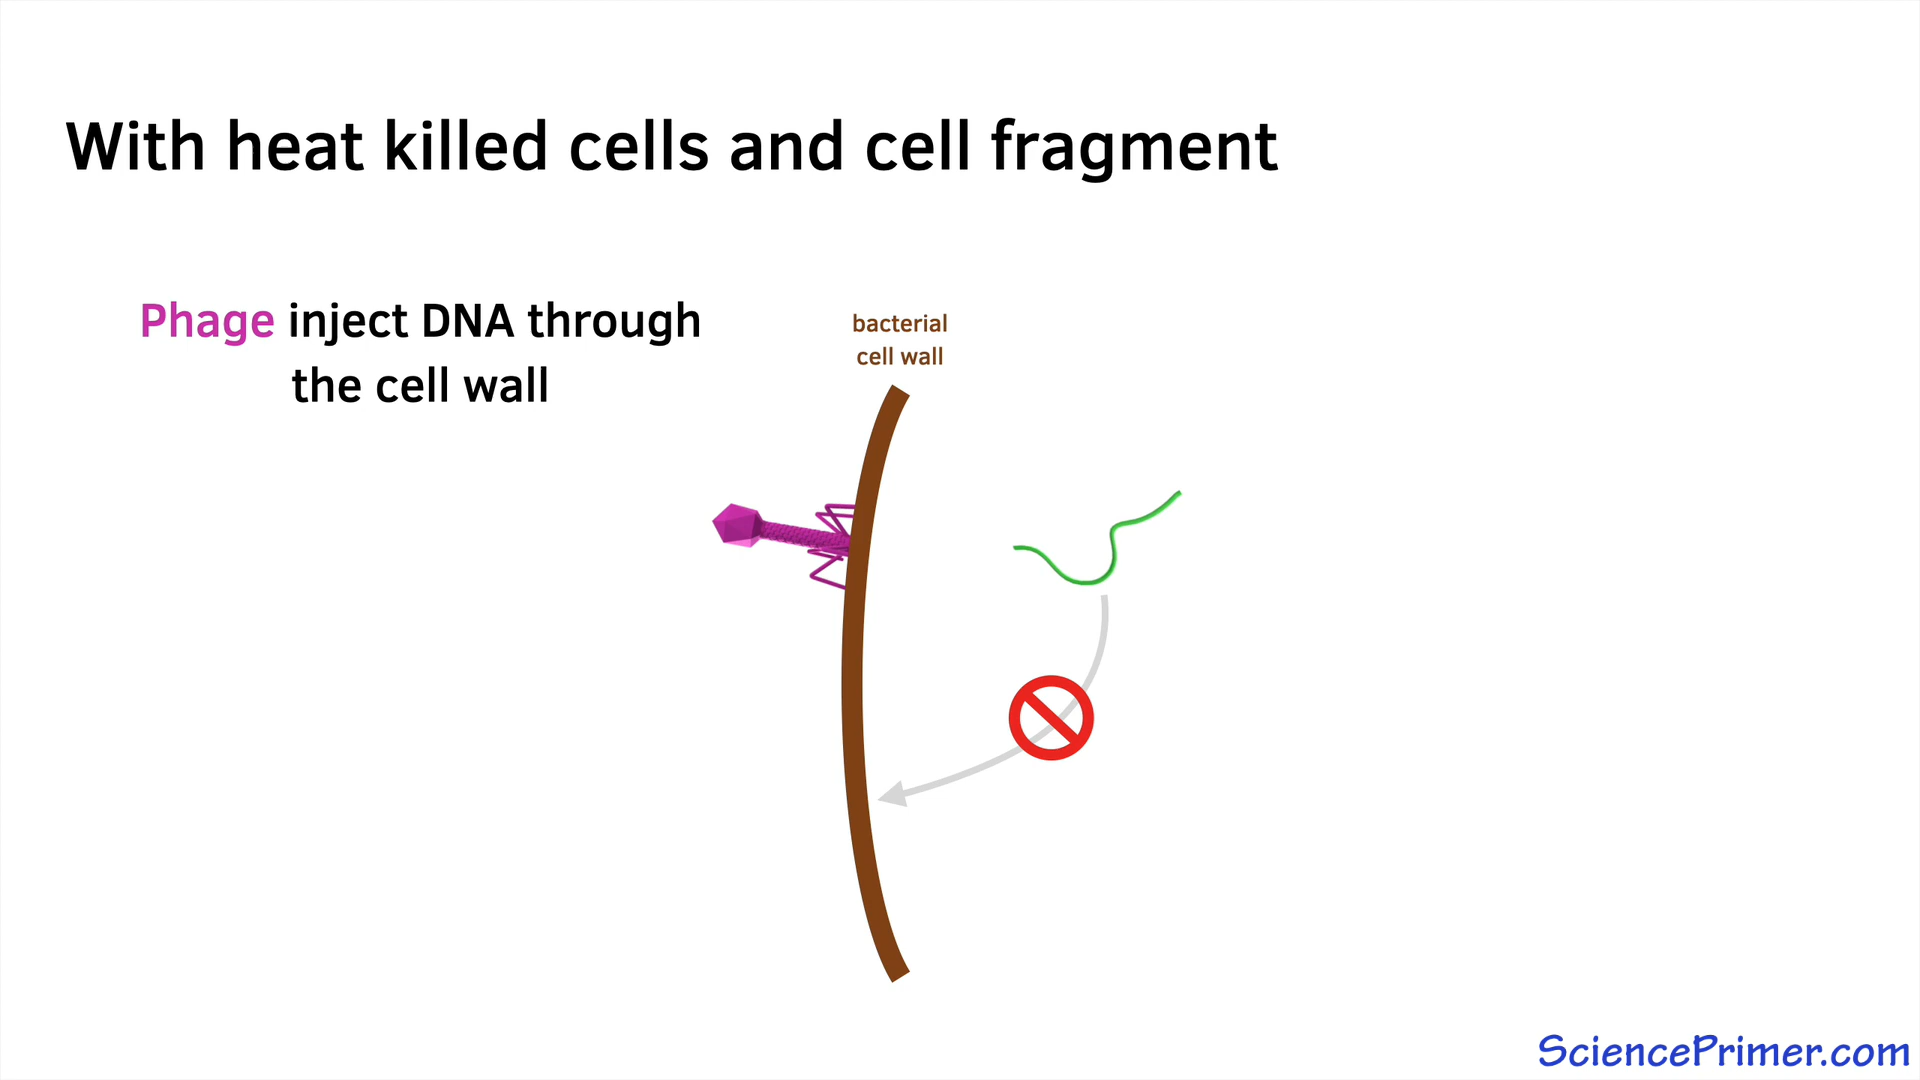 With heat killed cells and cell fragment
Phage inject DNA through
the cell wall
bacterial
cell wall
SciencePrimer.com